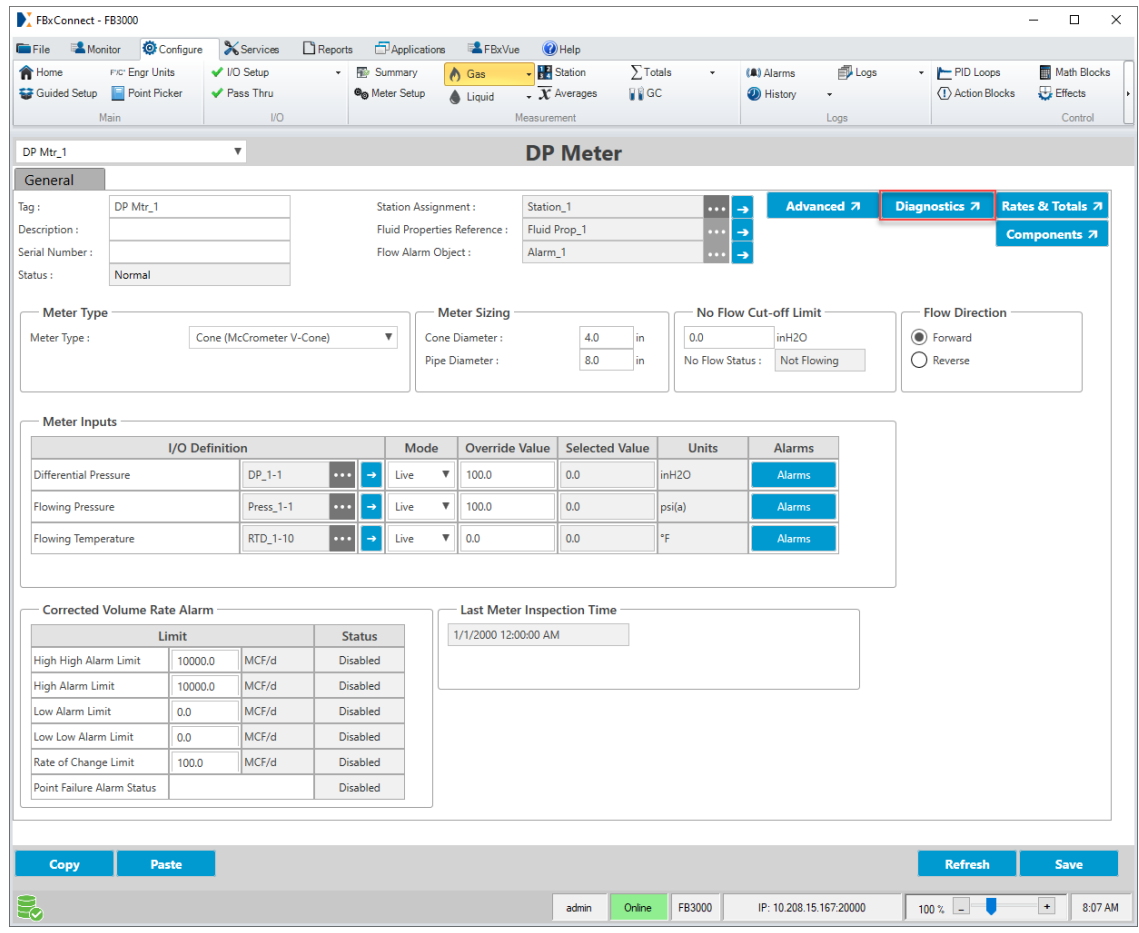 FBxConnect - FB3000
File Monitor Configure Services Reports Applications FBxVue Help
Home Engr Units I/O Setup Summary Gas Station Totals Alarms Logs PID Loops Math Blocks
Guided Setup Point Picker Pass Thru Meter Setup Liquid Averages GC History Action Blocks Effects
Main I/O Measurement Logs Control
DP Mtr_1 DP Meter
General
Tag : DP Mtr_1 Station Assignment : Station_1 Advanced Diagnostics Rates & Totals
Description : Fluid Properties Reference : Fluid Prop_1 Components
Serial Number : Flow Alarm Object : Alarm_1
Status : Normal
Meter Type Meter Sizing No Flow Cut-off Limit Flow Direction
Meter Type : Cone (McCrometer V-Cone) Cone Diameter : 4.0 in 0.0 inH2O Forward
Pipe Diameter : 8.0 in No Flow Status : Not Flowing Reverse
Meter Inputs
I/O Definition Mode Override Value Selected Value Units Alarms
Differential Pressure DP_1-1 Live 100.0 0.0 inH2O Alarms
Flowing Pressure Press_1-1 Live 100.0 0.0 psi(a) Alarms
Flowing Temperature RTD_1-10 Live 0.0 0.0 °F Alarms
Corrected Volume Rate Alarm Last Meter Inspection Time
Limit Status 1/1/2000 12:00:00 AM
High High Alarm Limit 10000.0 MCF/d Disabled
High Alarm Limit 10000.0 MCF/d Disabled
Low Alarm Limit 0.0 MCF/d Disabled
Low Low Alarm Limit 0.0 MCF/d Disabled
Rate of Change Limit 100.0 MCF/d Disabled
Point Failure Alarm Status Disabled
Copy Paste Refresh Save
admin Online FB3000 IP: 10.208.15.167:20000 100 % - + 8:07 AM